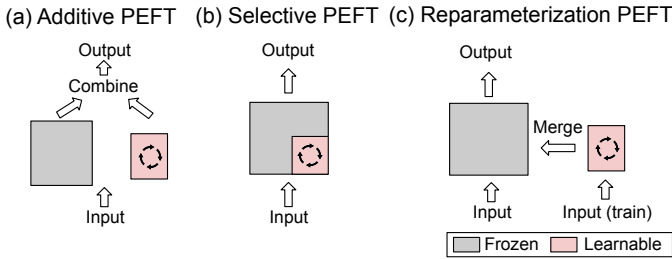 (a) Additive PEFT
Output
Combine
Input
(b) Selective PEFT
Output
Input
(c) Reparameterization PEFT
Output
Merge
Input
Input (train)
Frozen
Learnable